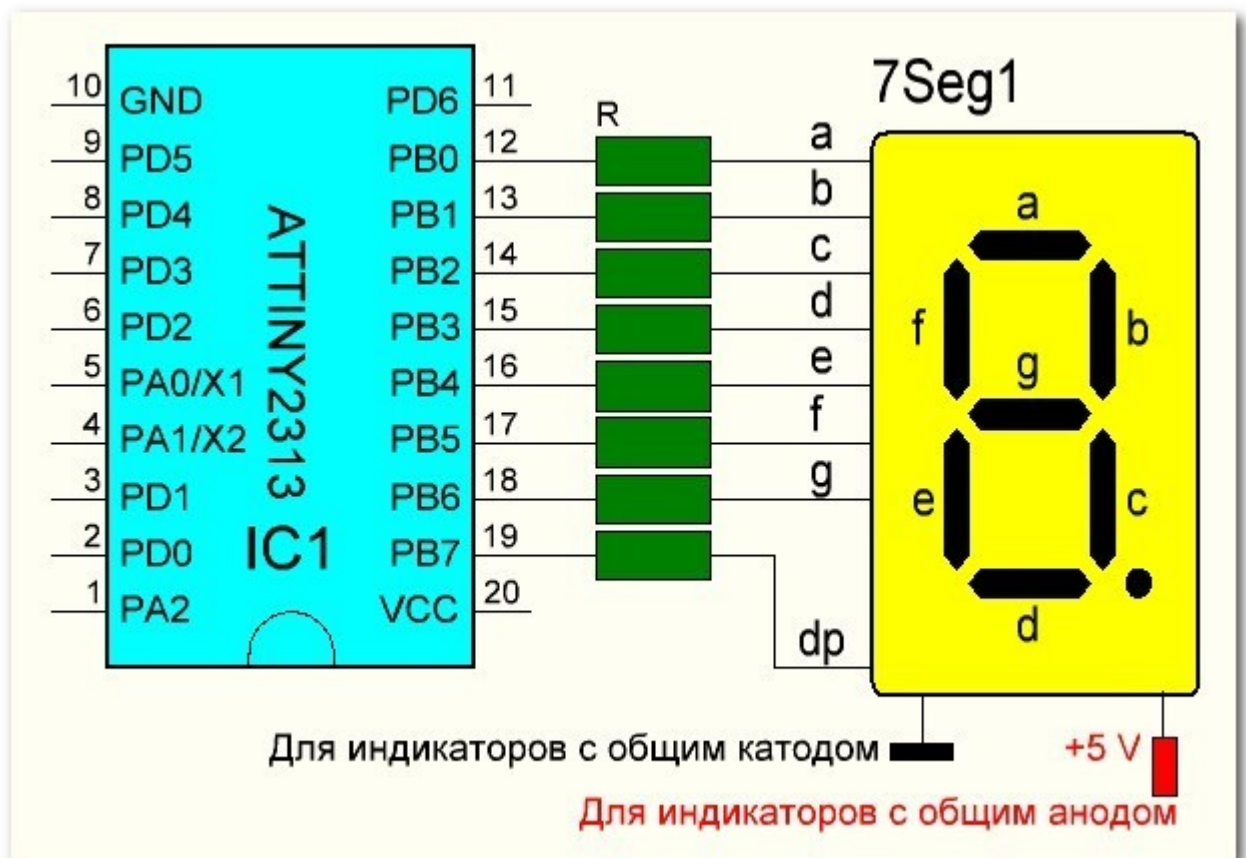 7Seg1
10 GND PD6 11
R
9 PD5 PB0 12 a
8 PD4 PB1 13 b
a
7 PD3 PB2 14 c
6 PD2 PB3 15 d
f b
5 PA0/X1 PB4 16 e
g
4 PA1/X2 PB5 17 f
3 PD1 PB6 18 g
e c
2 PD0 PB7 19
1 PA2 VCC 20
ATTINY2313
IC1
d
dp
Для индикаторов с общим катодом
+5 V
Для индикаторов с общим анодом